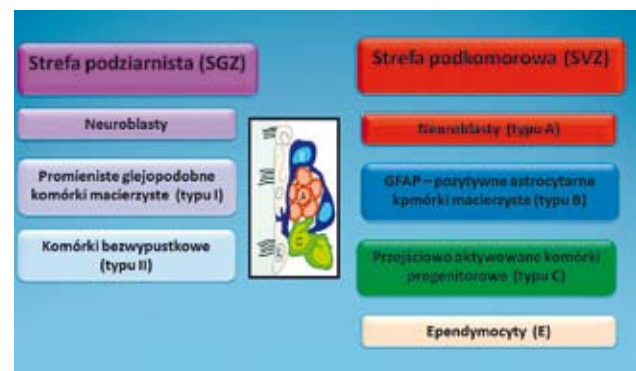 Strefa podziarnista (SGZ)
Neuroblasty
Promieniste glejopodobne
komórki macierzyste (typu I)
Komórki bezwypustkowe
(typu II)
Strefa podkomorowa (SVZ)
Neuroblasty (typu A)
GFAP – pozytywne astrocytarne
komórki macierzyste (typu B)
Przejściowo aktywowane komórki
progenitorowe (typu C)
Ependymocyty (E)
A
C